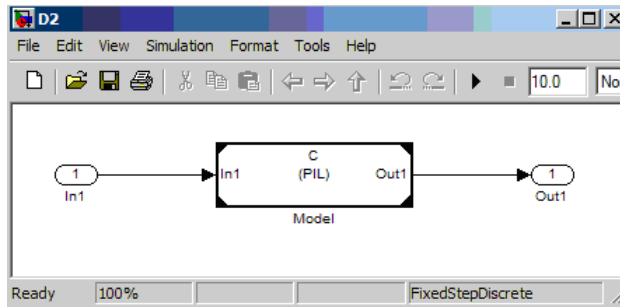 D2
File Edit View Simulation Format Tools Help
10.0 No
C
1 In1 (PIL) Out1 1
In1 Out1
Model
Ready 100% FixedStepDiscrete